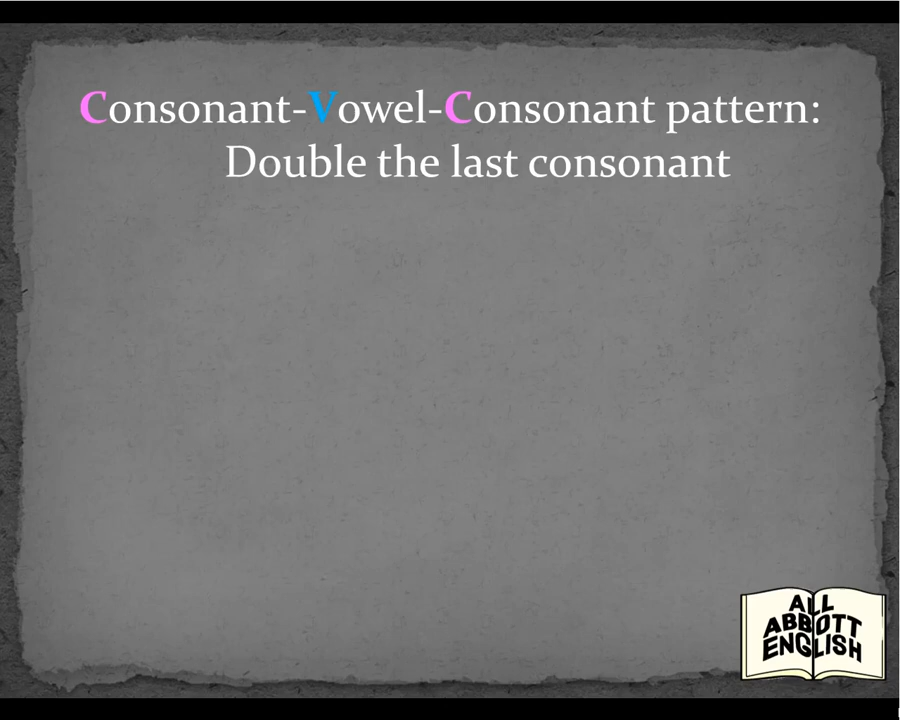 Consonant-Vowel-Consonant pattern:
Double the last consonant
ALL
ABBOTT
ENGLISH